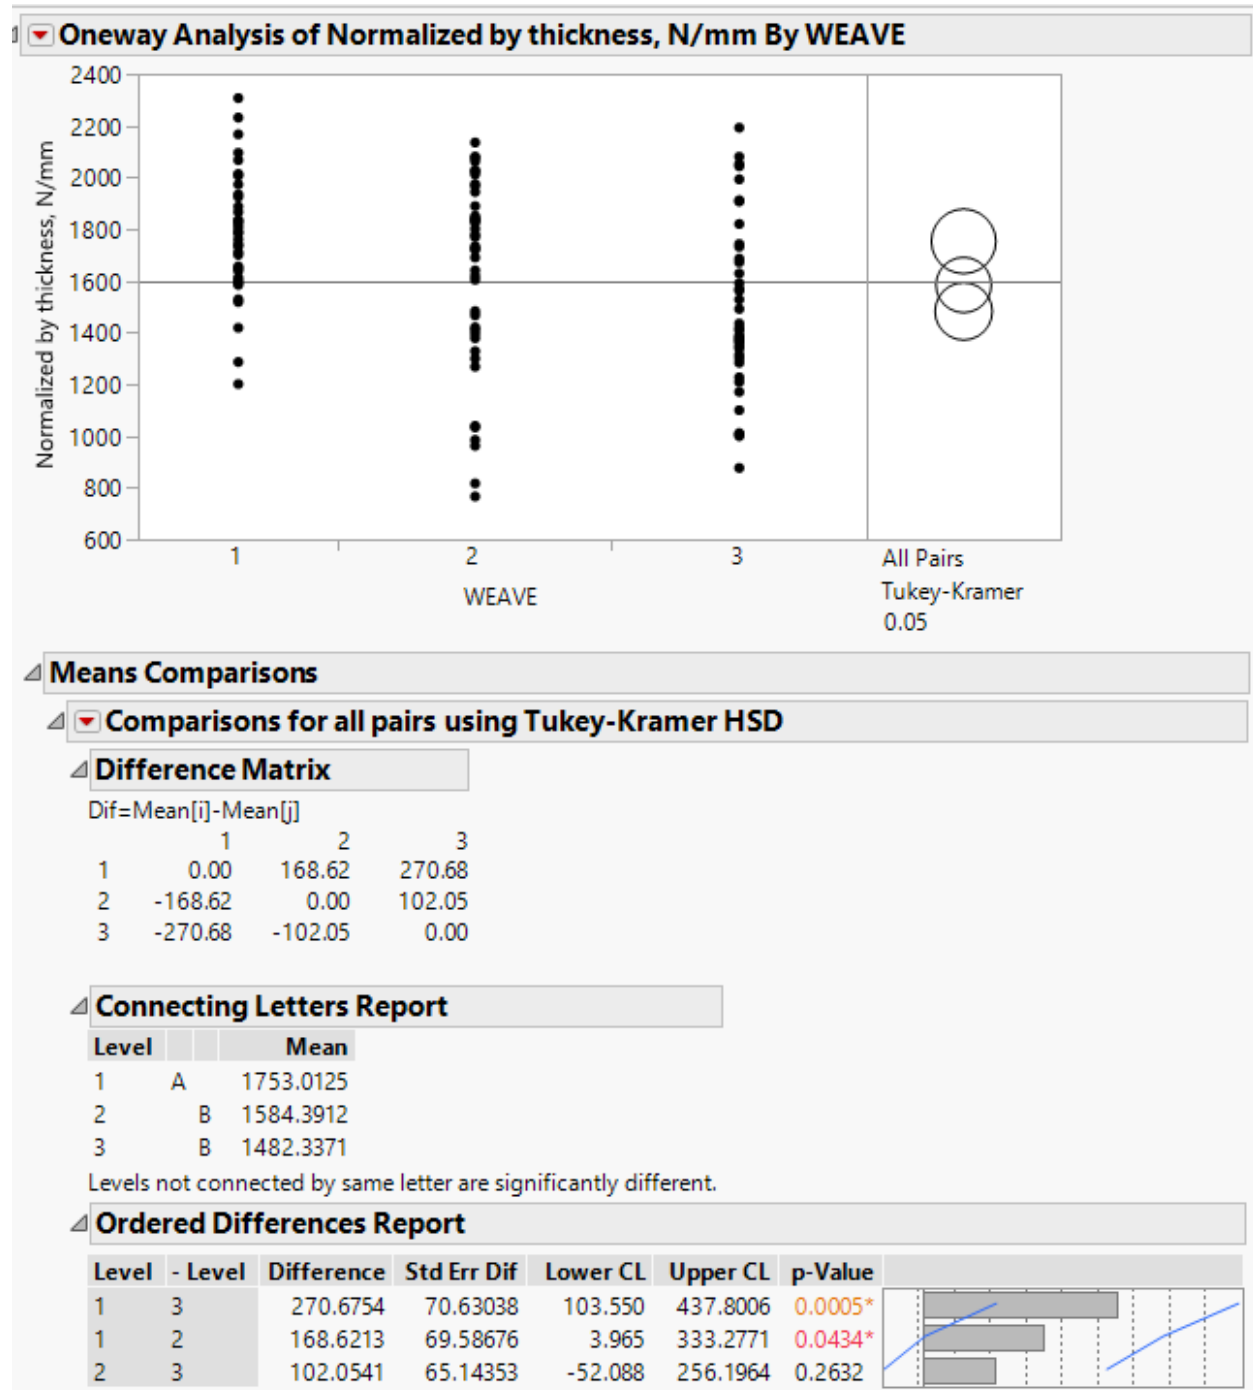 Oneway Analysis of Normalized by thickness, N/mm By WEAVE
2400
2200
2000
1800
1600
1400
1200
1000
800
600
Normalized by thickness, N/mm
1 2 3
WEAVE
All Pairs
Tukey-Kramer
0.05
Means Comparisons
Comparisons for all pairs using Tukey-Kramer HSD
Difference Matrix
Dif=Mean[i]-Mean[j]
1 2 3
1 0.00 168.62 270.68
2 -168.62 0.00 102.05
3 -270.68 -102.05 0.00
Connecting Letters Report
Level Mean
1 A 1753.0125
2 B 1584.3912
3 B 1482.3371
Levels not connected by same letter are significantly different.
Ordered Differences Report
Level - Level Difference Std Err Dif Lower CL Upper CL p-Value
1 3 270.6754 70.63038 103.550 437.8006 0.0005*
1 2 168.6213 69.58676 3.965 333.2771 0.0434*
2 3 102.0541 65.14353 -52.088 256.1964 0.2632